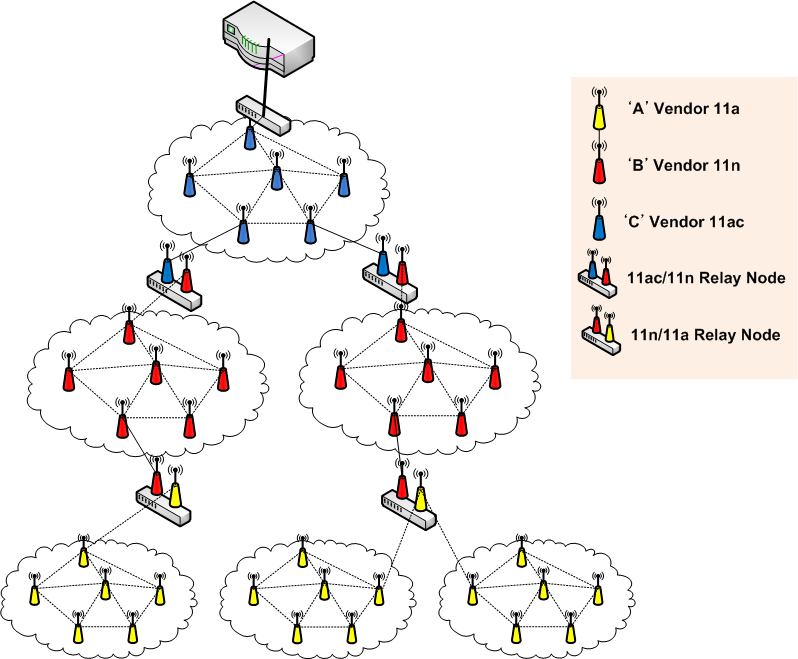 ‘A’ Vendor 11a
‘B’ Vendor 11n
‘C’ Vendor 11ac
11ac/11n Relay Node
11n/11a Relay Node